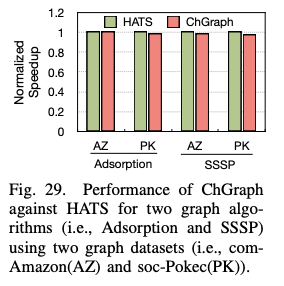 1.2
HATS ChGraph
1
0.8
0.6
0.4
0.2
0
Normalized
Speedup
AZ PK AZ PK
Adsorption SSSP
Fig. 29. Performance of ChGraph
against HATS for two graph algo-
rithms (i.e., Adsorption and SSSP)
using two graph datasets (i.e., com-
Amazon(AZ) and soc-Pokec(PK)).